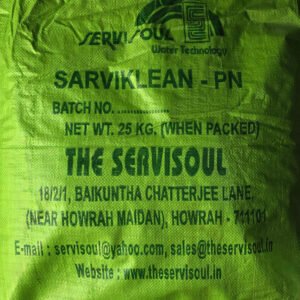 SERVISOUL
Water Technology
SARVIKLEAN - PN
BATCH NO. ................
NET WT. 25 KG. (WHEN PACKED)
THE SERVISOUL
18/2/1, BAIKUNTHA CHATTERJEE LANE,
(NEAR HOWRAH MAIDAN), HOWRAH - 711101
E-mail : servisoul@yahoo.com, sales@theservisoul.in
Website : www.theservisoul.in